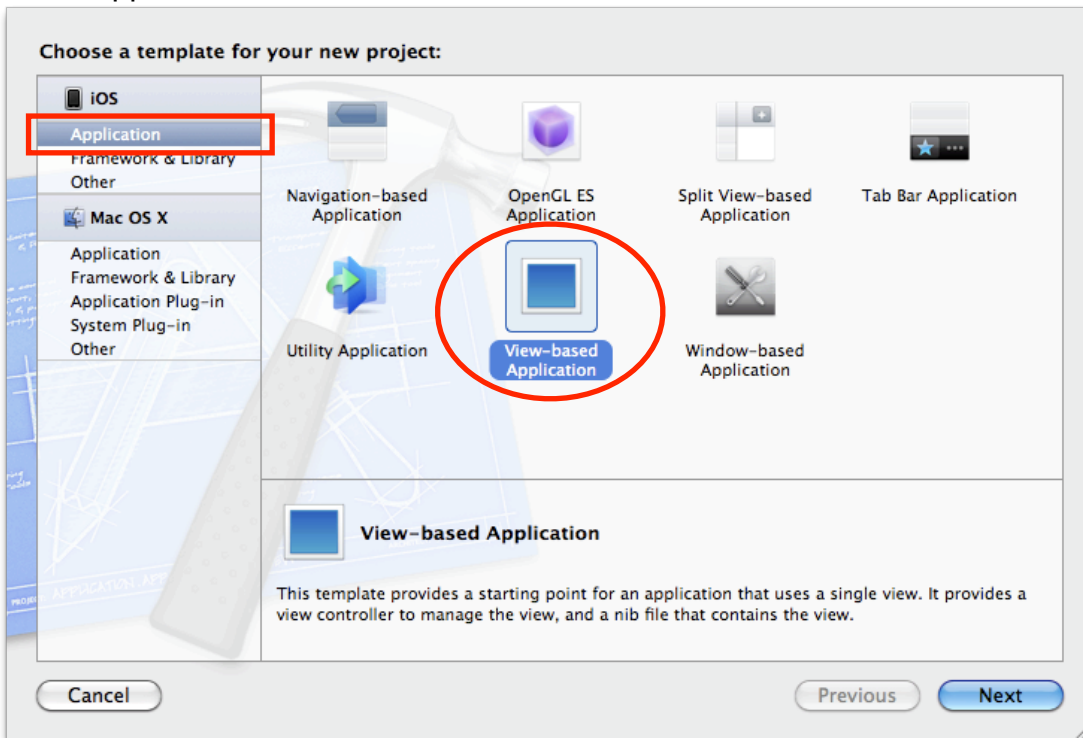 Choose a template for your new project:
iOS
Application
Framework & Library
Other
Mac OS X
Application
Framework & Library
Application Plug-in
System Plug-in
Other
Navigation-based
Application
OpenGL ES
Application
Split View-based
Application
Tab Bar Application
Utility Application
View-based
Application
Window-based
Application
View-based Application
This template provides a starting point for an application that uses a single view. It provides a
view controller to manage the view, and a nib file that contains the view.
Cancel
Previous
Next